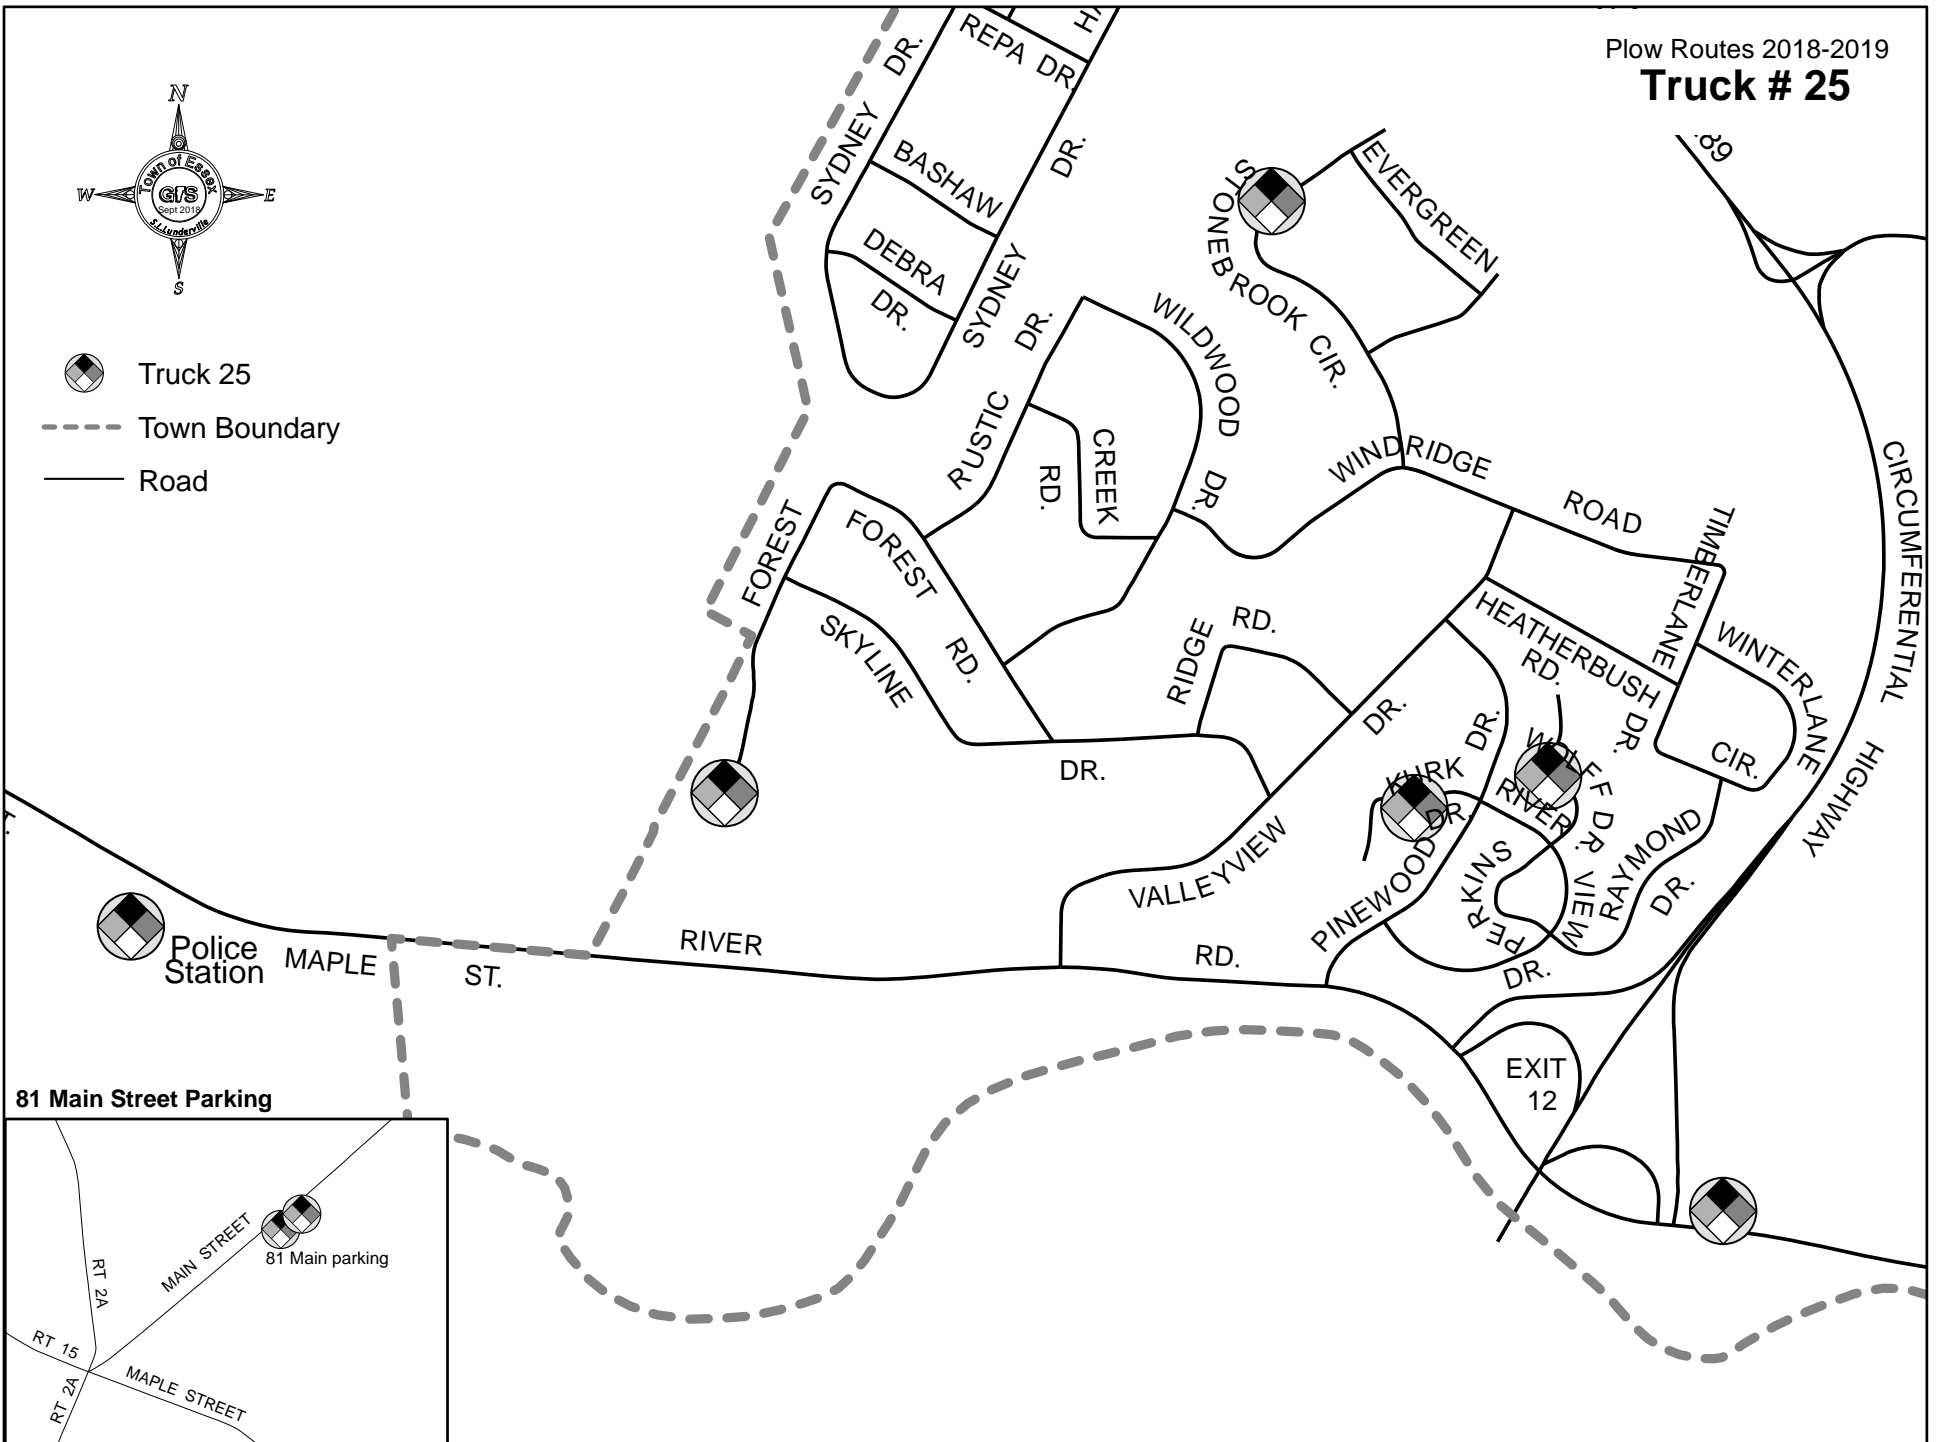 Plow Routes 2018-2019
Truck # 25
N
W
E
S
Town of Essex
GIS
Sept 2018
S.L.Lunderville
Truck 25
Town Boundary
Road
REPA DR.
SYDNEY DR.
BASHAW
DR.
DEBRA
DR.
SYDNEY
EVERGREEN
STONEBROOK CIR.
89
WILDWOOD DR.
RUSTIC DR.
CREEK
RD.
WINDRIDGE ROAD
TIMBERLANE
CIRCUMFERENTIAL HIGHWAY
FOREST
FOREST RD.
SKYLINE
DR.
RIDGE RD.
HEATHERBUSH
RD.
DR.
WINTERLANE
CIR.
VALLEYVIEW DR.
KURK
DR.
WOLFF DR.
RIVER
VIEW
DR.
PINEWOOD DR.
PERKINS
RAYMOND
DR.
Police
Station
MAPLE ST.
RIVER RD.
EXIT
12
81 Main Street Parking
MAIN STREET
81 Main parking
RT 2A
RT 15
RT 2A
MAPLE STREET